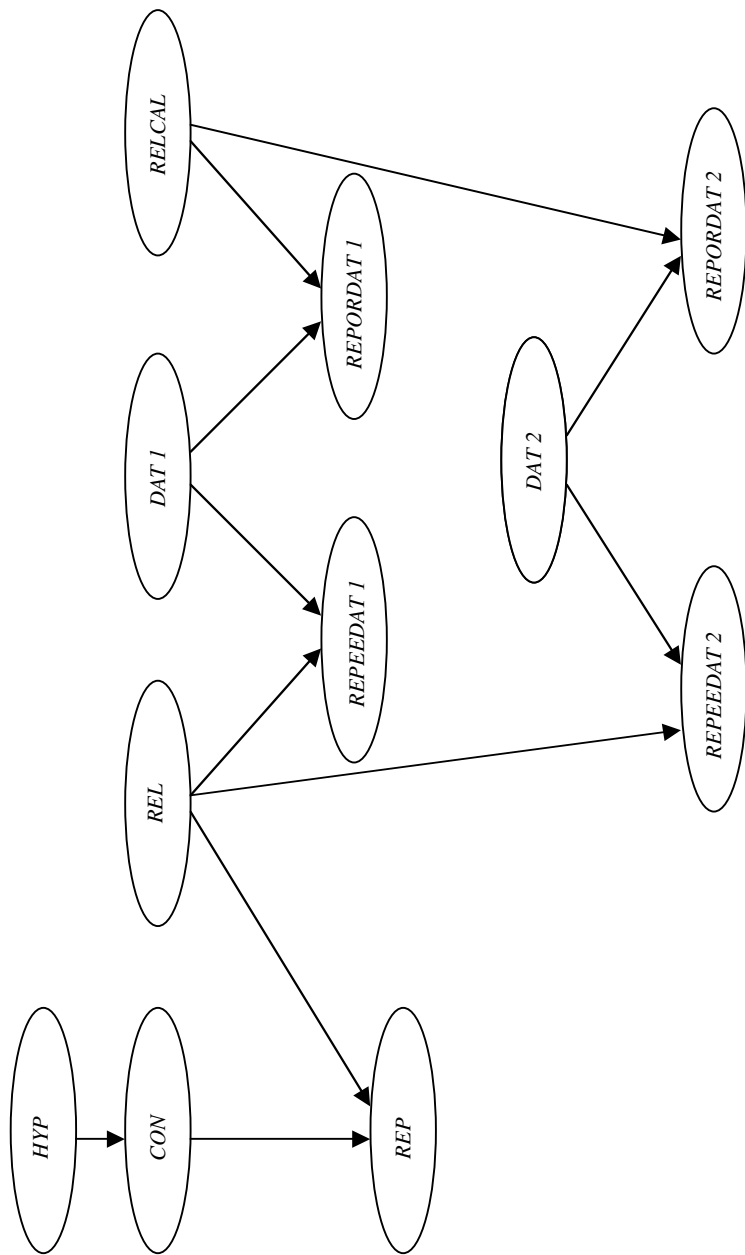 HYP
CON
REP
REL
REPEEDAT 1
REPEEDAT 2
DAT 1
DAT 2
REPORDAT 1
REPORDAT 2
RELCAL